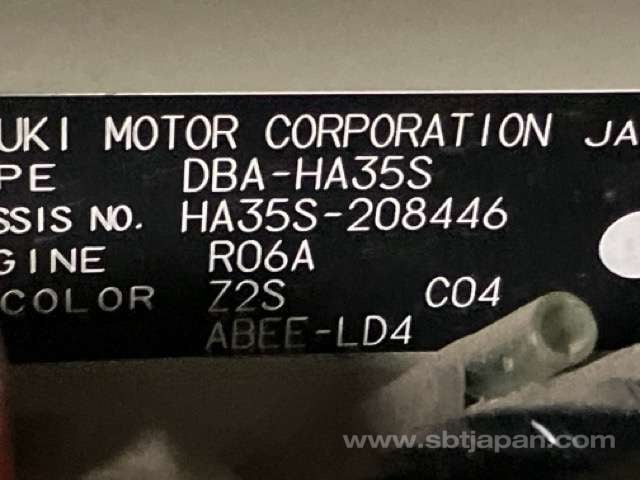 UKI MOTOR CORPORATION JA
PE DBA-HA35S
SSIS NO. HA35S-208446
GINE R06A
COLOR Z2S C04
ABEE-LD4
www.sbtjapan.com